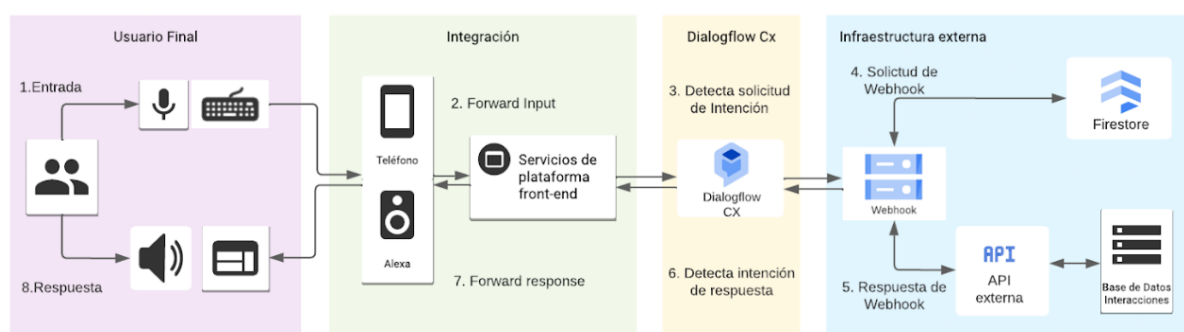 Usuario Final
1.Entrada
8.Respuesta
Integración
Teléfono
Alexa
2. Forward Input
Servicios de
plataforma
front-end
7. Forward response
Dialogflow Cx
3. Detecta solicitud
de Intención
Dialogflow
CX
6. Detecta intención
de respuesta
Infraestructura externa
4. Solictud de
Webhook
Firestore
Webhook
5. Respuesta de
Webhook
API
API
externa
Base de Datos
Interacciones